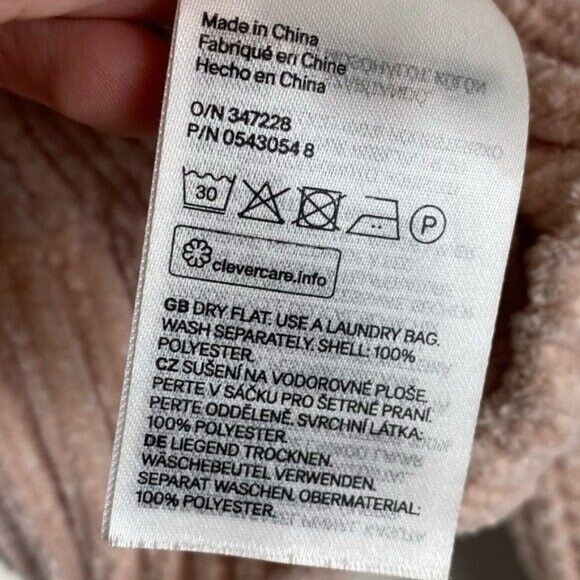 Made in China
Fabriqué en Chine
Hecho en China
O/N 347228
P/N 0543054 8
30
P
clevercare.info
GB DRY FLAT. USE A LAUNDRY BAG.
WASH SEPARATELY. SHELL: 100%
POLYESTER.
CZ SUŠENÍ NA VODOROVNÉ PLOŠE.
PERTE V SÁČKU PRO ŠETRNÉ PRANÍ.
PERTE ODDĚLENĚ. SVRCHNÍ LÁTKA:
100% POLYESTER.
DE LIEGEND TROCKNEN.
WÄSCHEBEUTEL VERWENDEN.
SEPARAT WASCHEN. OBERMATERIAL:
100% POLYESTER.